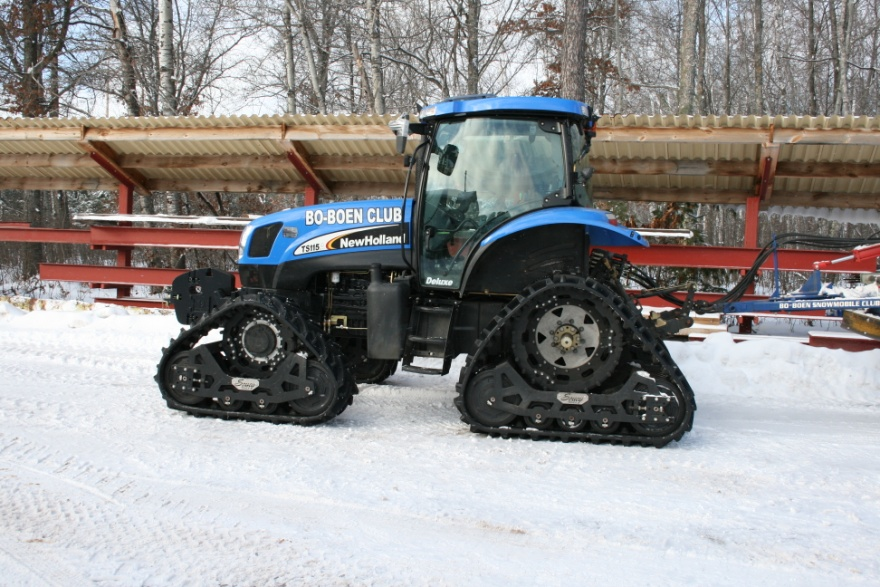 BO-BOEN CLUB
TS115 NewHolland
Deluxe
BO-BOEN SNOWMOBILE CLUB